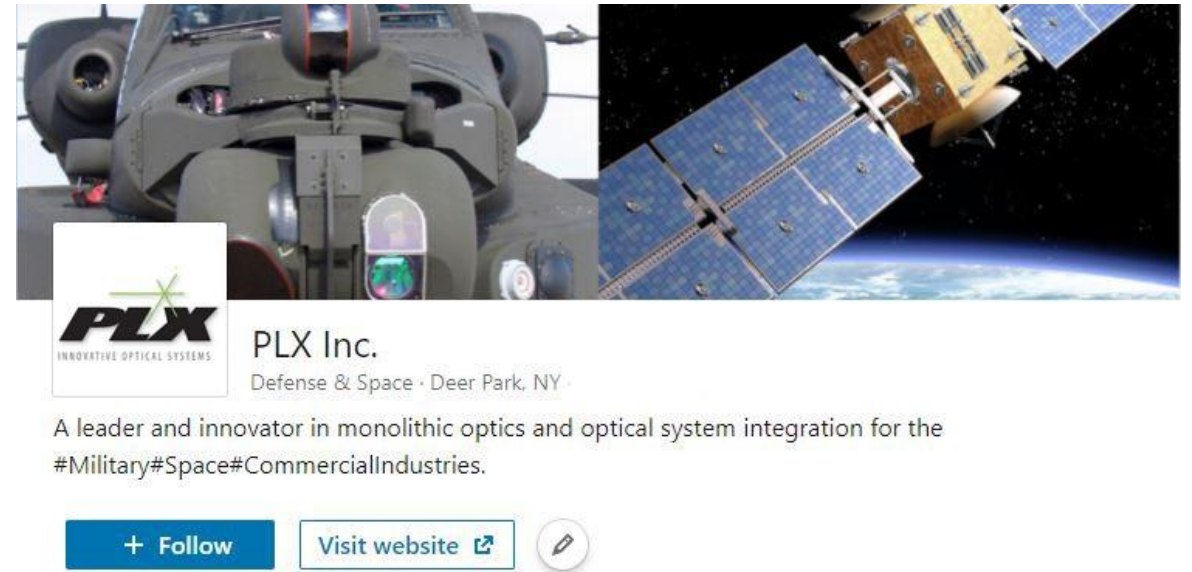 PLX
INNOVATIVE OPTICAL SYSTEMS
PLX Inc.
Defense & Space · Deer Park, NY
A leader and innovator in monolithic optics and optical system integration for the
#Military#Space#CommercialIndustries.
+ Follow
Visit website